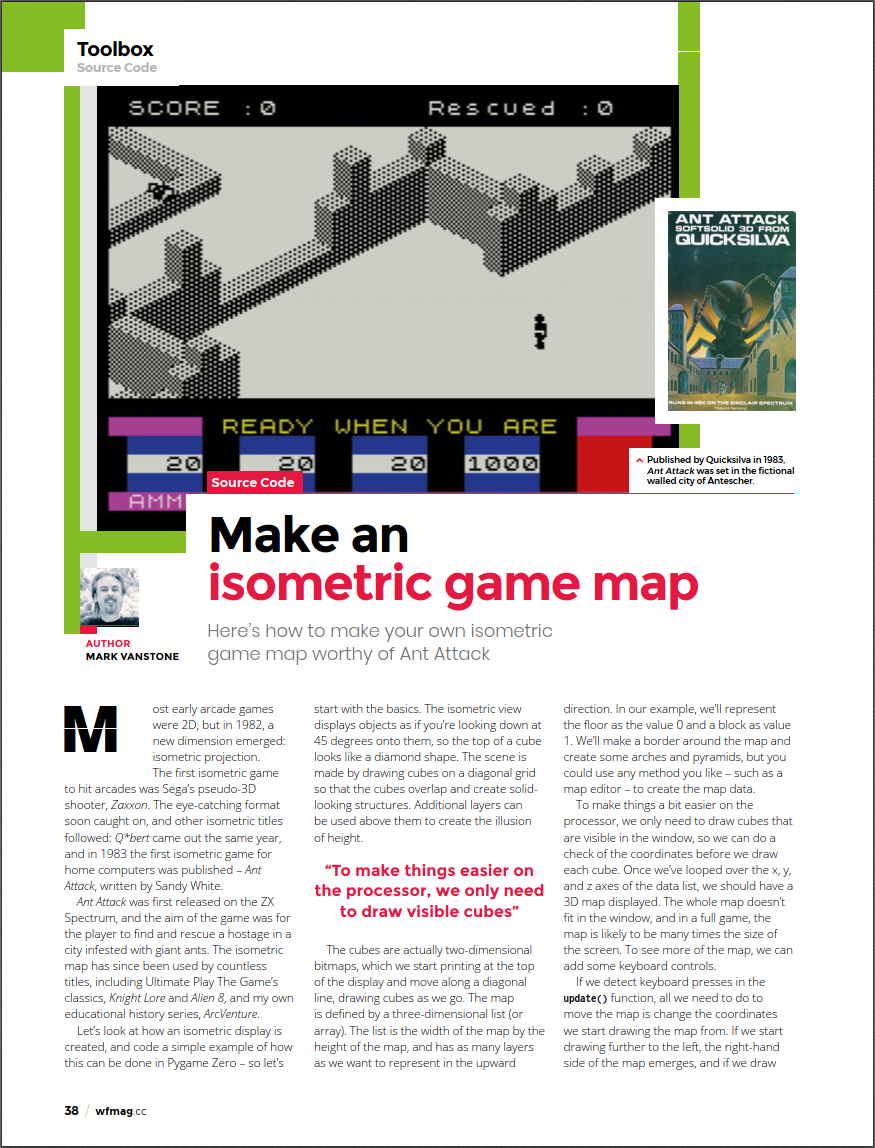 Toolbox
Source Code
SCORE :0
Rescued :0
ANT ATTACK
SOFTSOLID 3D FROM
QUICKSILVA
RUNS IN 48K ON THE SINCLAIR SPECTRUM
READY WHEN YOU ARE
20
20
20
1000
AMM
^ Published by Quicksilva in 1983,
Ant Attack was set in the fictional
walled city of Antescher.
Source Code
Make an
isometric game map
Here's how to make your own isometric
game map worthy of Ant Attack
AUTHOR
MARK VANSTONE
Most early arcade games
were 2D, but in 1982, a
new dimension emerged:
isometric projection.
The first isometric game
to hit arcades was Sega's pseudo-3D
shooter, Zaxxon. The eye-catching format
soon caught on, and other isometric titles
followed: Q*bert came out the same year,
and in 1983 the first isometric game for
home computers was published – Ant
Attack, written by Sandy White.
Ant Attack was first released on the ZX
Spectrum, and the aim of the game was for
the player to find and rescue a hostage in a
city infested with giant ants. The isometric
map has since been used by countless
titles, including Ultimate Play The Game's
classics, Knight Lore and Alien 8, and my own
educational history series, ArcVenture.
Let's look at how an isometric display is
created, and code a simple example of how
this can be done in Pygame Zero – so let's
start with the basics. The isometric view
displays objects as if you're looking down at
45 degrees onto them, so the top of a cube
looks like a diamond shape. The scene is
made by drawing cubes on a diagonal grid
so that the cubes overlap and create solid-
looking structures. Additional layers can
be used above them to create the illusion
of height.
"To make things easier on
the processor, we only need
to draw visible cubes"
The cubes are actually two-dimensional
bitmaps, which we start printing at the top
of the display and move along a diagonal
line, drawing cubes as we go. The map
is defined by a three-dimensional list (or
array). The list is the width of the map by the
height of the map, and has as many layers
as we want to represent in the upward
direction. In our example, we'll represent
the floor as the value 0 and a block as value
1. We'll make a border around the map and
create some arches and pyramids, but you
could use any method you like – such as a
map editor – to create the map data.
To make things a bit easier on the
processor, we only need to draw cubes that
are visible in the window, so we can do a
check of the coordinates before we draw
each cube. Once we've looped over the x, y,
and z axes of the data list, we should have a
3D map displayed. The whole map doesn't
fit in the window, and in a full game, the
map is likely to be many times the size of
the screen. To see more of the map, we can
add some keyboard controls.
If we detect keyboard presses in the
update() function, all we need to do to
move the map is change the coordinates
we start drawing the map from. If we start
drawing further to the left, the right-hand
side of the map emerges, and if we draw
38 / wfmag.cc